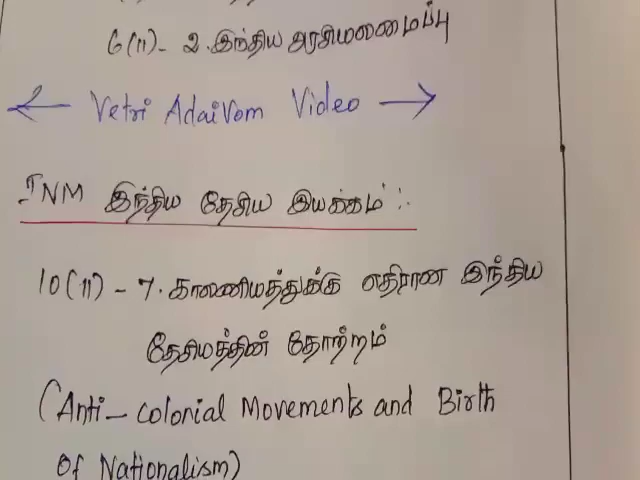 6(11) - 2. இந்திய அரசியலமைப்பு
← Vetri Adaivom Video →
INM இந்திய தேசிய இயக்கம் :
10(11) - 7. காலனியத்துக்கு எதிரான இந்திய
தேசியத்தின் தோற்றம்
(Anti - colonial Movements and Birth
Of Nationalism)